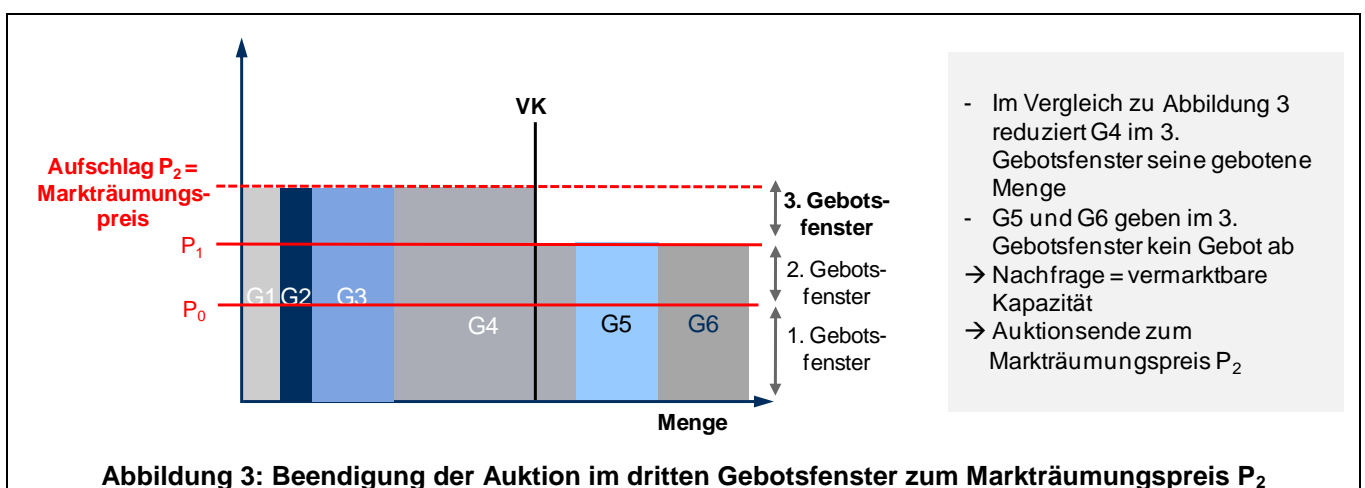 VK
Aufschlag P₂ =
Markträumungs-
preis
P₁
P₀
G1 G2 G3
G4
G5
G6
3. Gebots-
fenster
2. Gebots-
fenster
1. Gebots-
fenster
Menge
- Im Vergleich zu Abbildung 3
reduziert G4 im 3.
Gebotsfenster seine gebotene
Menge
- G5 und G6 geben im 3.
Gebotsfenster kein Gebot ab
→ Nachfrage = vermarktbare
Kapazität
→ Auktionsende zum
Markträumungspreis P₂
Abbildung 3: Beendigung der Auktion im dritten Gebotsfenster zum Markträumungspreis P₂